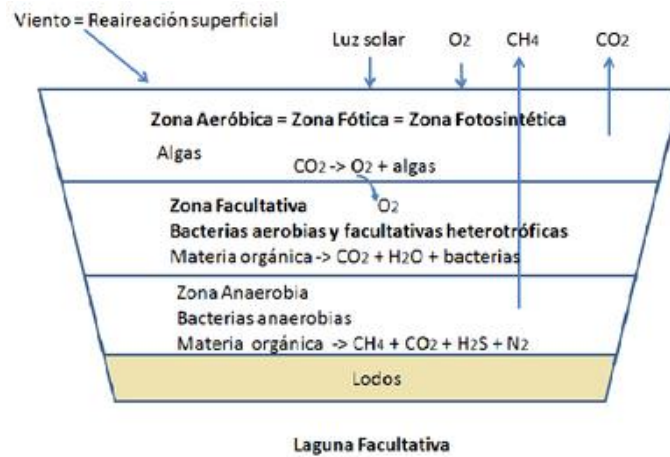 Viento = Reaireación superficial
Luz solar O2 CH4 CO2
Zona Aeróbica = Zona Fótica = Zona Fotosintética
Algas
CO2 -> O2 + algas
Zona Facultativa O2
Bacterias aerobias y facultativas heterotróficas
Materia orgánica -> CO2 + H2O + bacterias
Zona Anaerobia
Bacterias anaerobias
Materia orgánica -> CH4 + CO2 + H2S + N2
Lodos
Laguna Facultativa